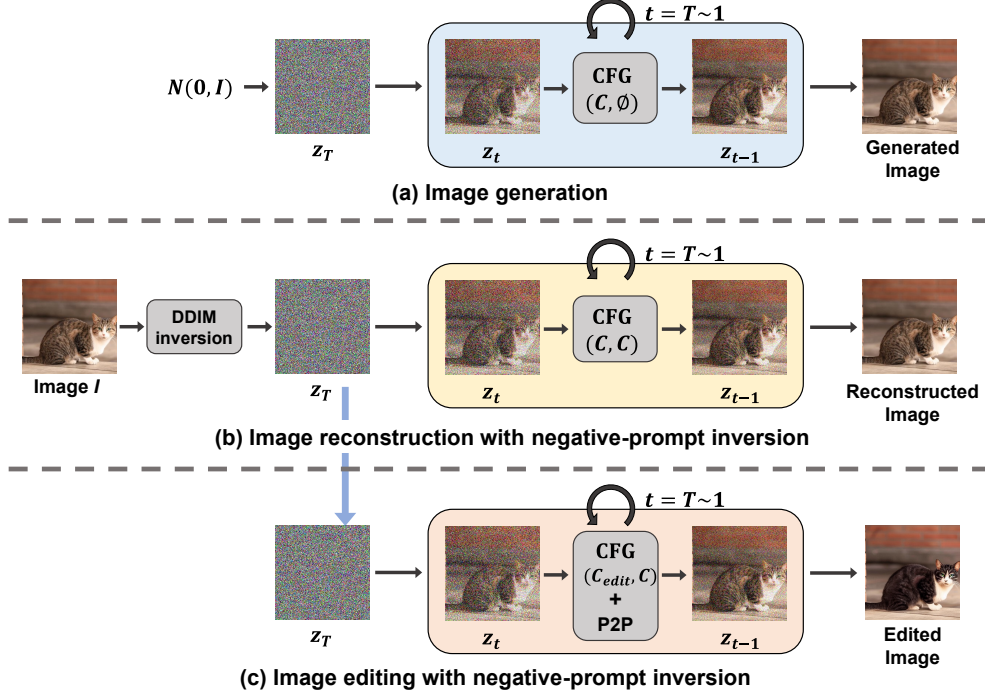 t = T~1
N(0, I)
CFG
(C, ∅)
z_T
z_t
z_{t-1}
Generated
Image
(a) Image generation
t = T~1
DDIM
inversion
CFG
(C, C)
Image I
z_T
z_t
z_{t-1}
Reconstructed
Image
(b) Image reconstruction with negative-prompt inversion
t = T~1
CFG
(C_{edit}, C)
+
P2P
z_T
z_t
z_{t-1}
Edited
Image
(c) Image editing with negative-prompt inversion